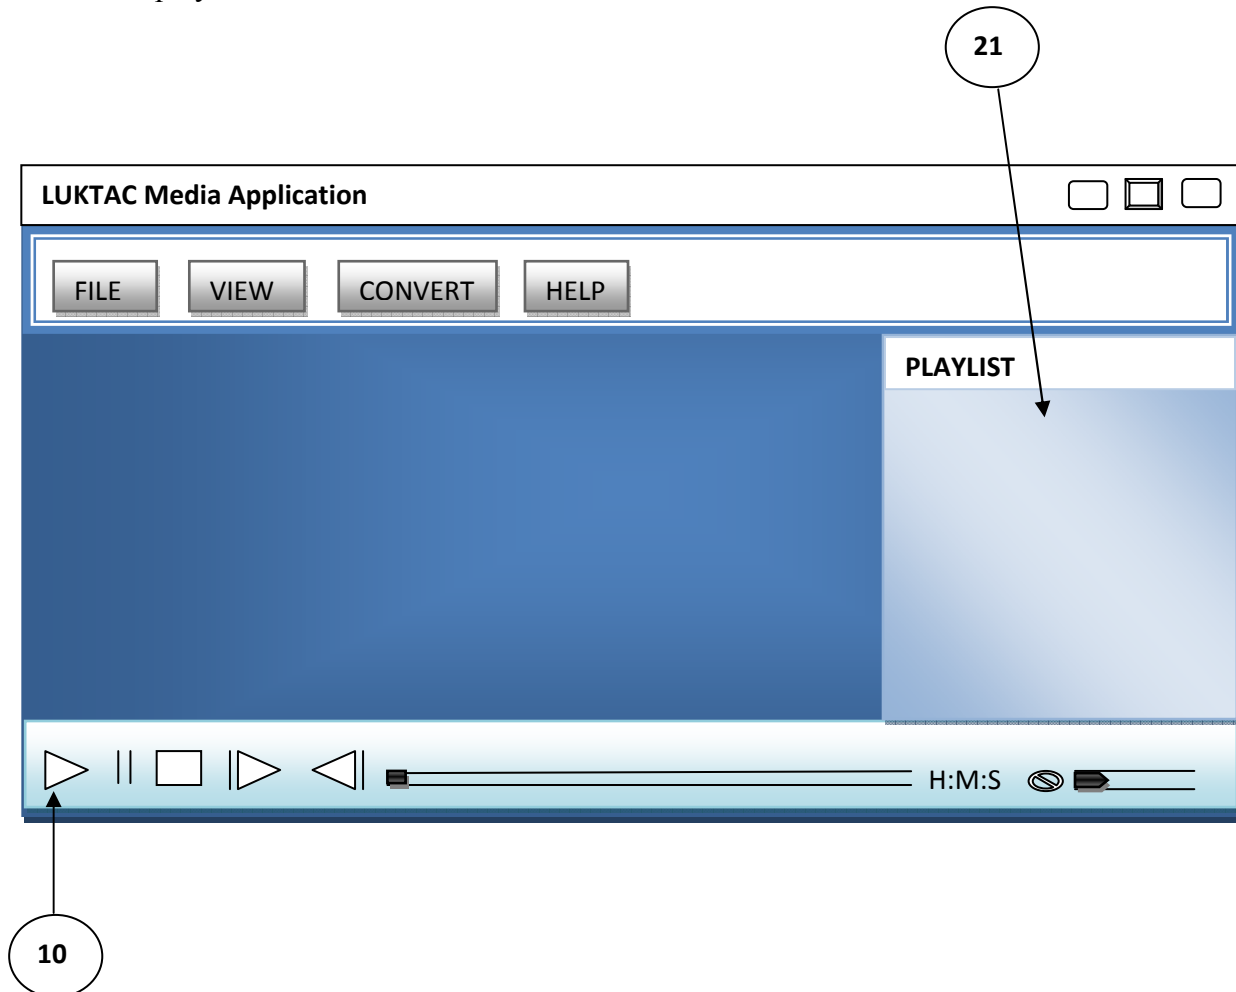 21
LUKTAC Media Application
FILE VIEW CONVERT HELP
PLAYLIST
H:M:S
10